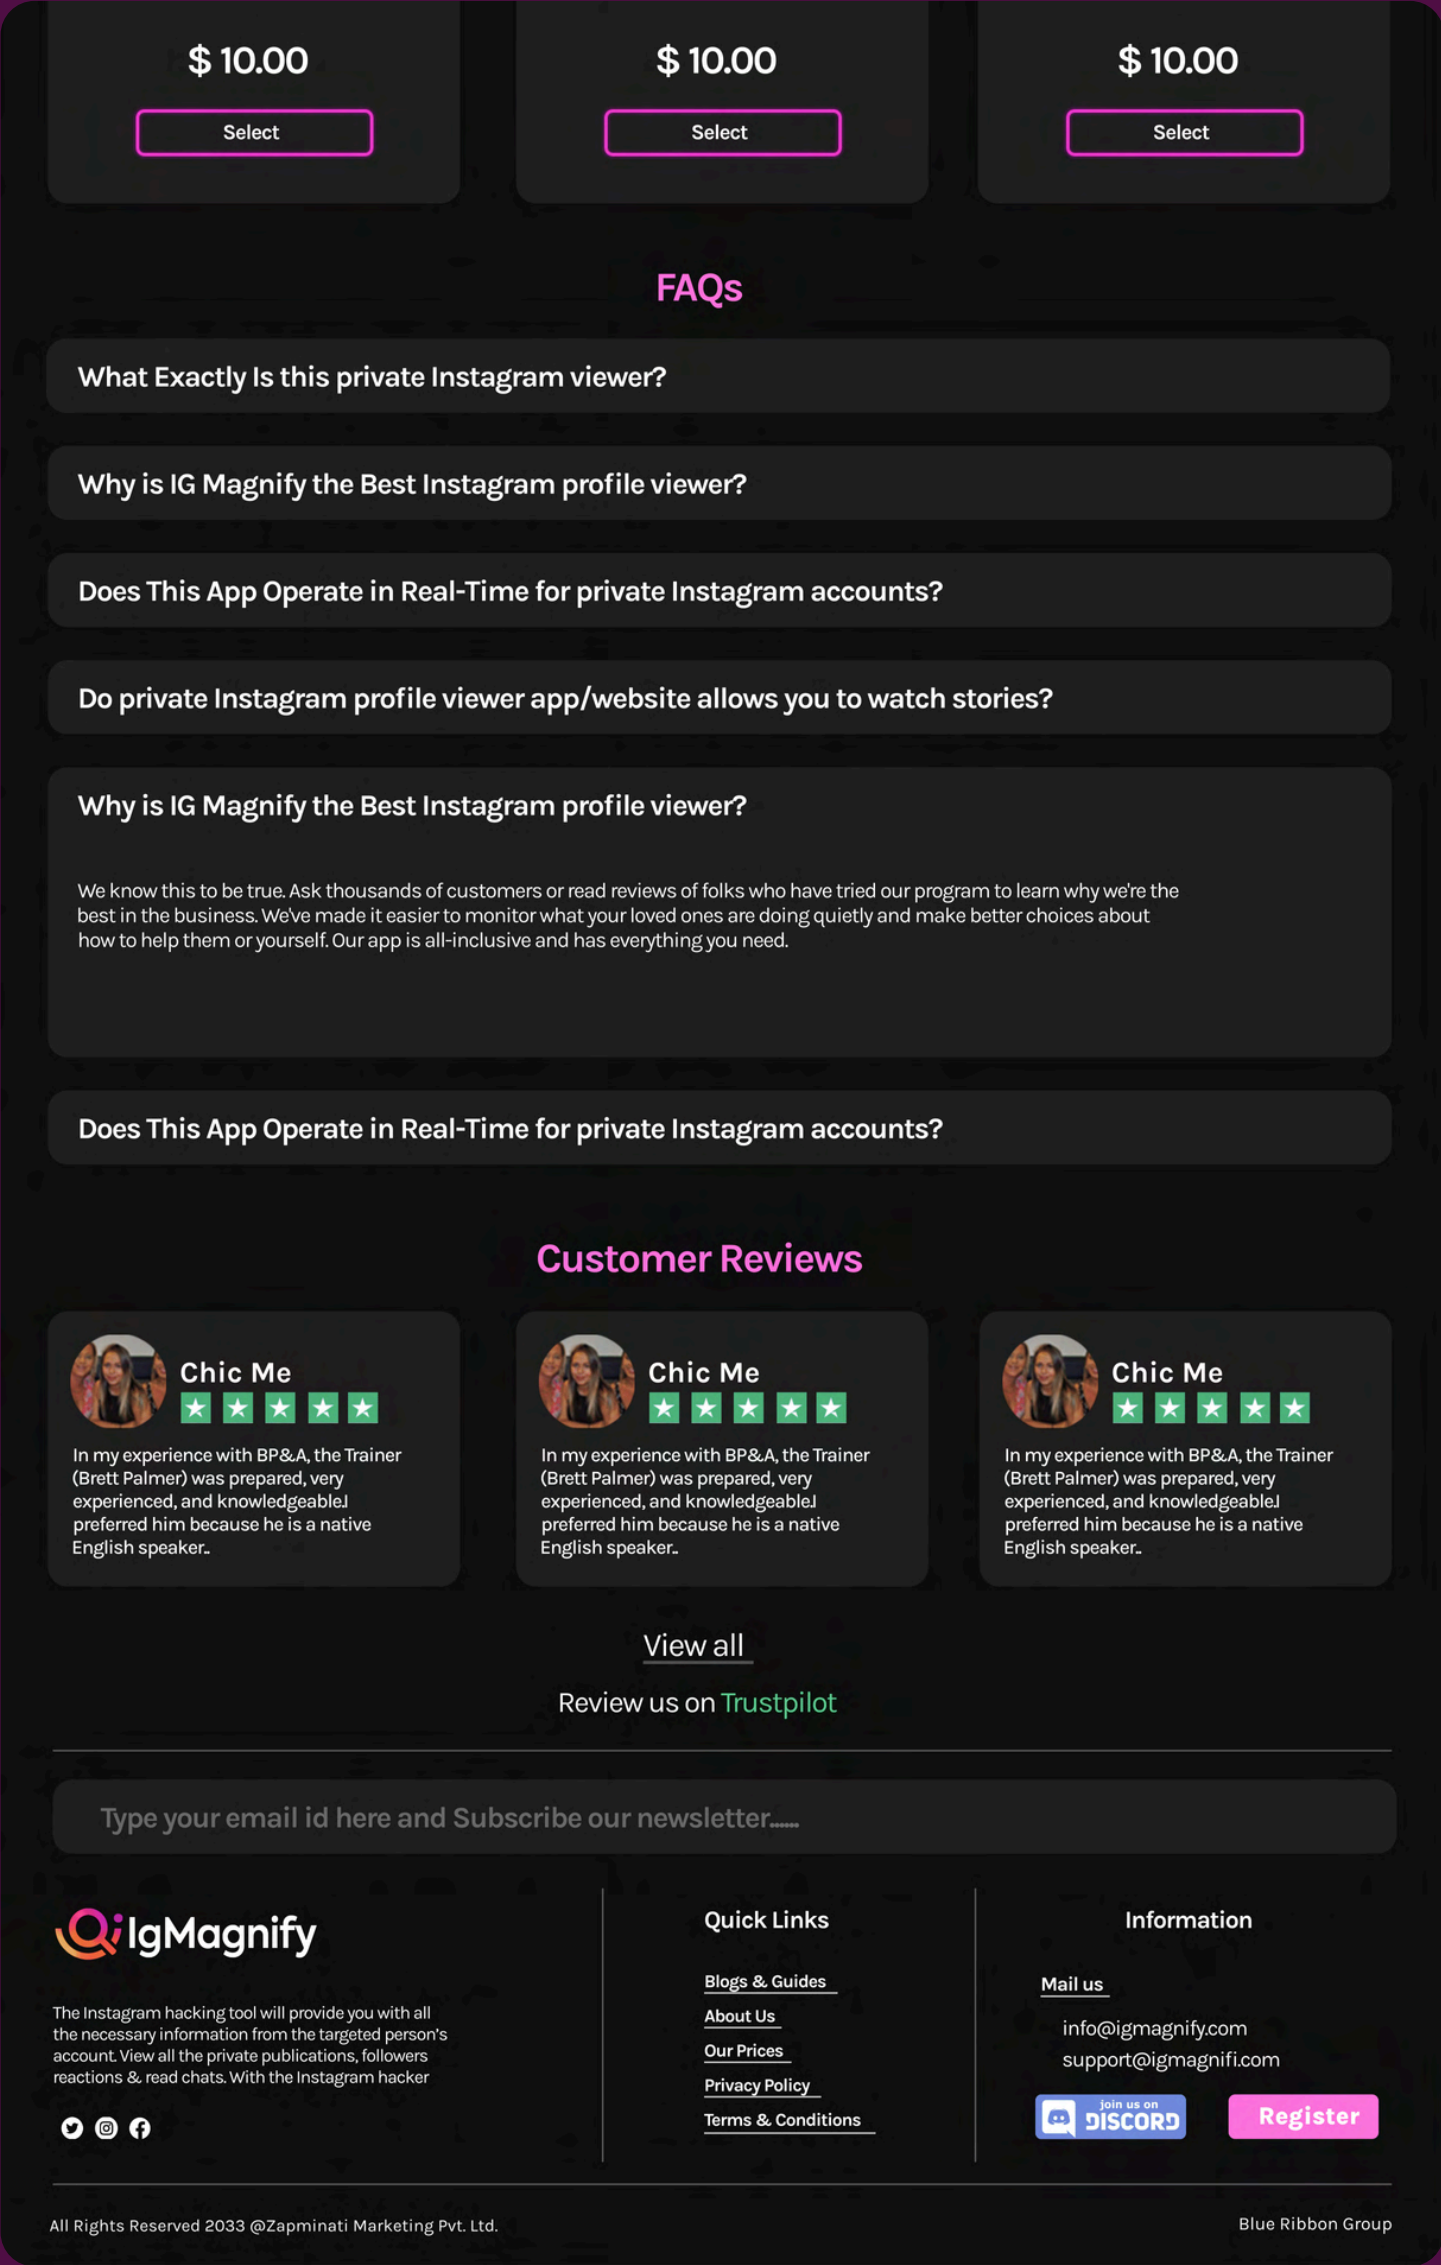 $ 10.00
$ 10.00
$ 10.00
Select
Select
Select
FAQs
What Exactly Is this private Instagram viewer?
Why is IG Magnify the Best Instagram profile viewer?
Does This App Operate in Real-Time for private Instagram accounts?
Do private Instagram profile viewer app/website allows you to watch stories?
Why is IG Magnify the Best Instagram profile viewer?
We know this to be true. Ask thousands of customers or read reviews of folks who have tried our program to learn why we're the
best in the business. We've made it easier to monitor what your loved ones are doing quietly and make better choices about
how to help them or yourself. Our app is all-inclusive and has everything you need.
Does This App Operate in Real-Time for private Instagram accounts?
Customer Reviews
Chic Me
In my experience with BP&A, the Trainer
(Brett Palmer) was prepared, very
experienced, and knowledgeable.I
preferred him because he is a native
English speaker..
Chic Me
In my experience with BP&A, the Trainer
(Brett Palmer) was prepared, very
experienced, and knowledgeable.I
preferred him because he is a native
English speaker..
Chic Me
In my experience with BP&A, the Trainer
(Brett Palmer) was prepared, very
experienced, and knowledgeable.I
preferred him because he is a native
English speaker..
View all
Review us on Trustpilot
Type your email id here and Subscribe our newsletter......
IgMagnify
The Instagram hacking tool will provide you with all
the necessary information from the targeted person's
account. View all the private publications, followers
reactions & read chats. With the Instagram hacker
Quick Links
Blogs & Guides
About Us
Our Prices
Privacy Policy
Terms & Conditions
Information
Mail us
info@igmagnify.com
support@igmagnifi.com
join us on
DISCORD
Register
All Rights Reserved 2033 @Zapminati Marketing Pvt. Ltd.
Blue Ribbon Group